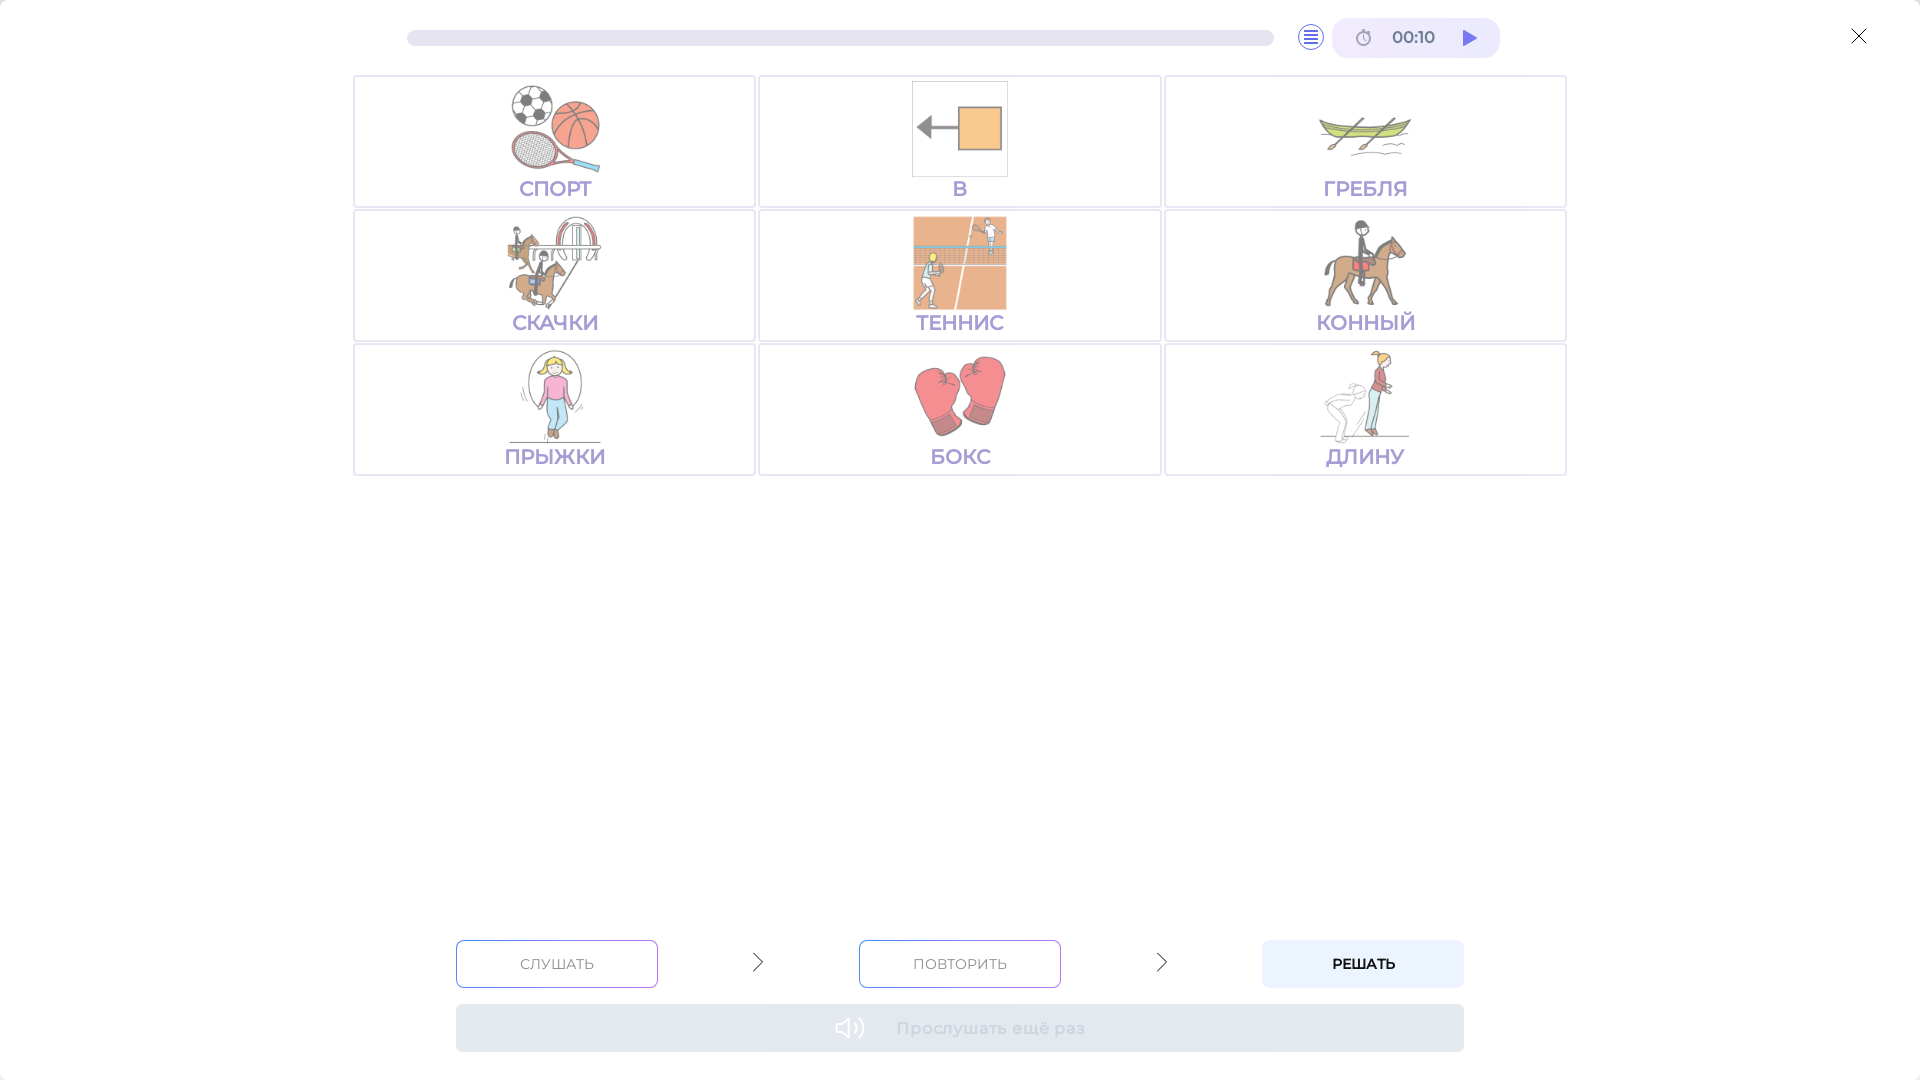 00:10
СПОРТ
В
ГРЕБЛЯ
СКАЧКИ
ТЕННИС
КОННЫЙ
ПРЫЖКИ
БОКС
ДЛИНУ
СЛУШАТЬ
ПОВТОРИТЬ
РЕШАТЬ
Прослушать ещё раз